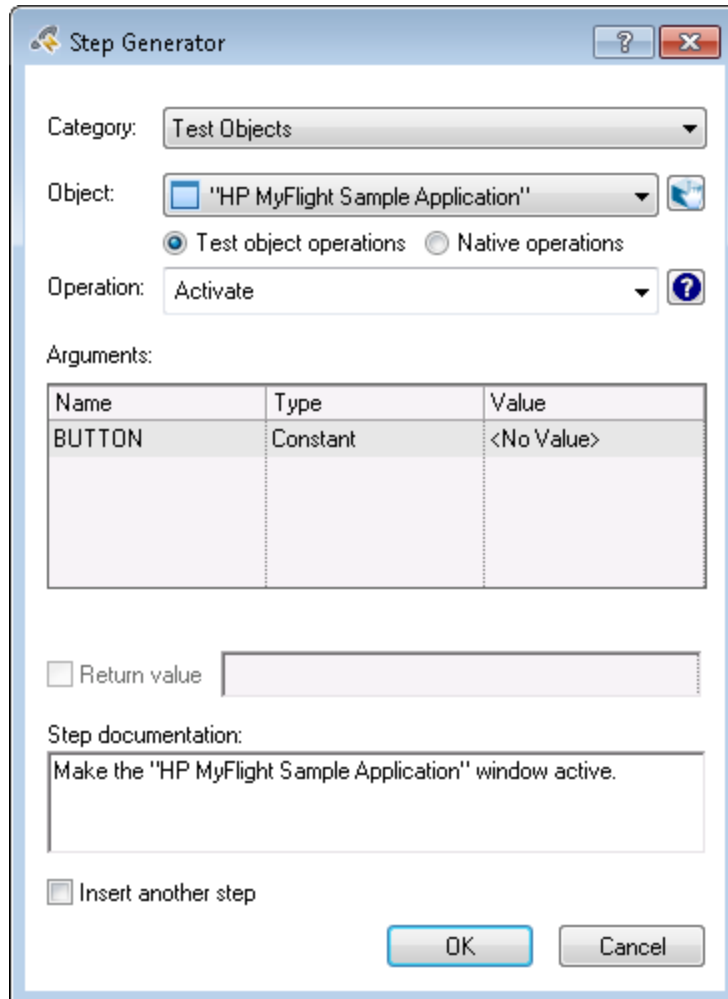 Step Generator
Category: Test Objects
Object: "HP MyFlight Sample Application"
Test object operations Native operations
Operation: Activate
Arguments:
Name Type Value
BUTTON Constant <No Value>
Return value
Step documentation:
Make the "HP MyFlight Sample Application" window active.
Insert another step
OK Cancel